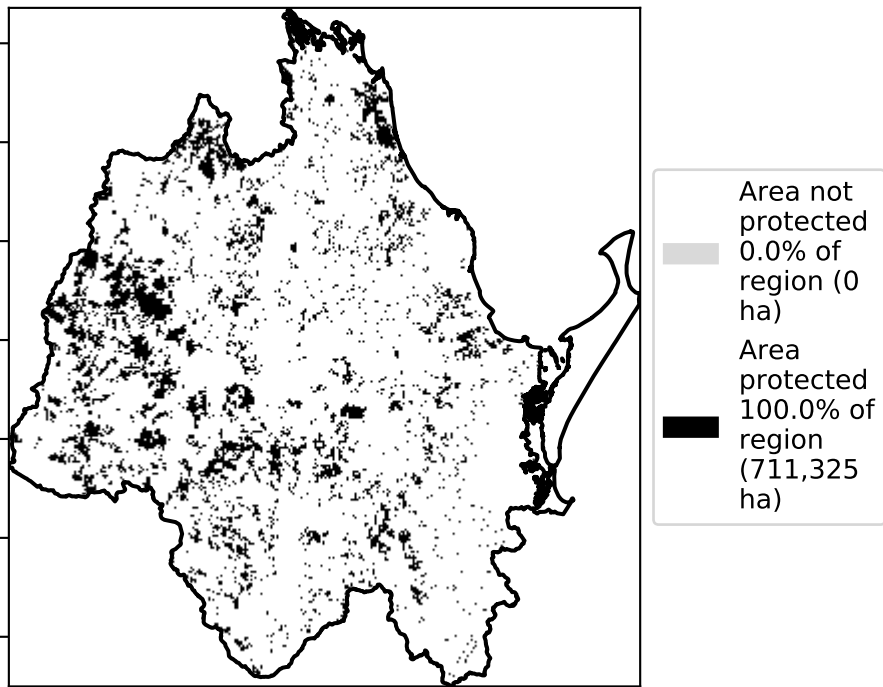 Area not
protected
0.0% of
region (0
ha)
Area
protected
100.0% of
region
(711,325
ha)